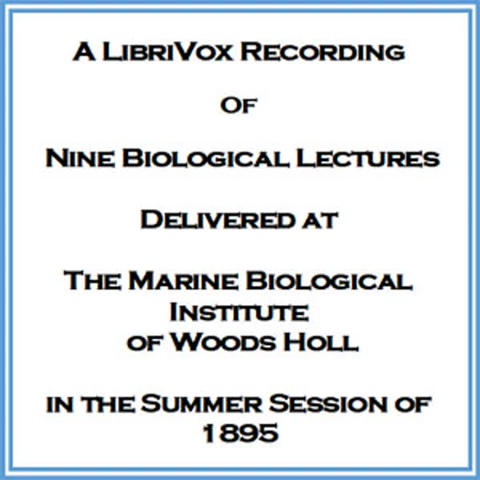 A LibriVox Recording
of
Nine Biological Lectures
Delivered at
The Marine Biological
Institute
of Woods Holl
in the Summer Session of
1895